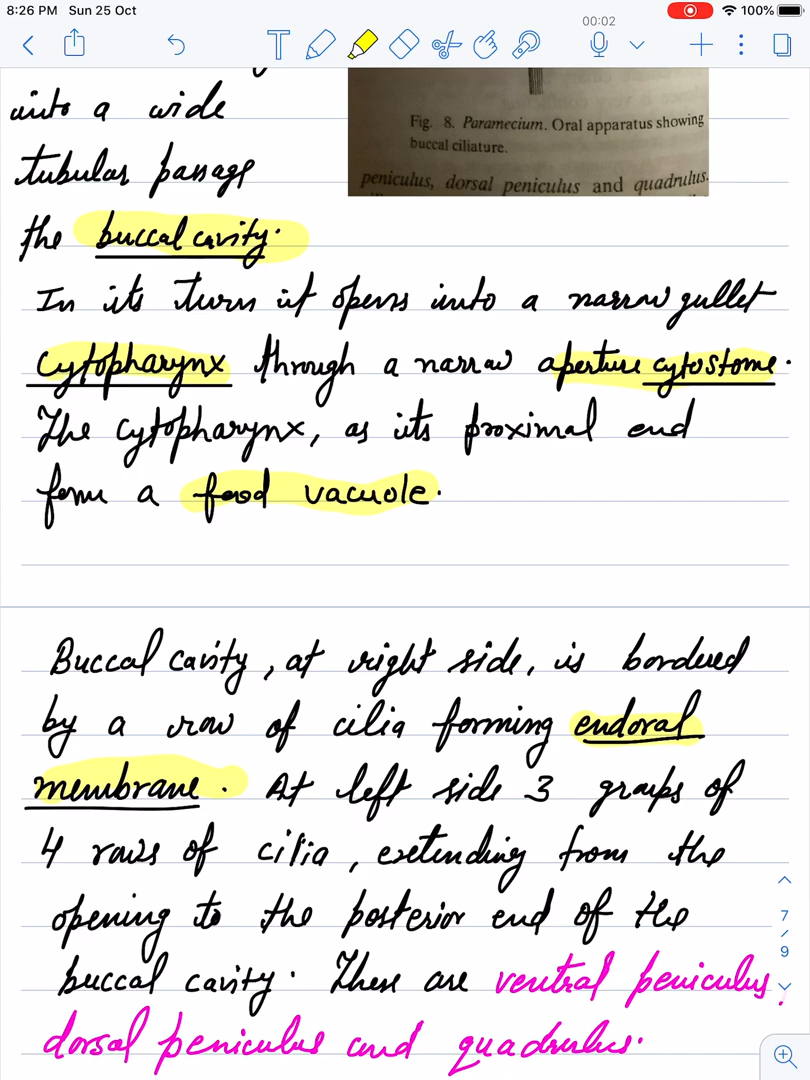 8:26 PM Sun 25 Oct
100%
00:02
T
into a wide
tubular passage
the buccal cavity.
Fig. 8. Paramecium. Oral apparatus showing
buccal ciliature.
peniculus, dorsal peniculus and quadrulus.
In its turn it opens into a narrow gullet
cytopharynx through a narrow aperture cytostome.
The cytopharynx, as its proximal end
form a food vacuole.
Buccal cavity, at right side, is bordered
by a row of cilia forming endoral
membrane. At left side 3 groups of
4 rows of cilia, extending from the
opening to the posterior end of the
buccal cavity. These are ventral peniculus,
dorsal peniculus and quadrulus.
7
/
9